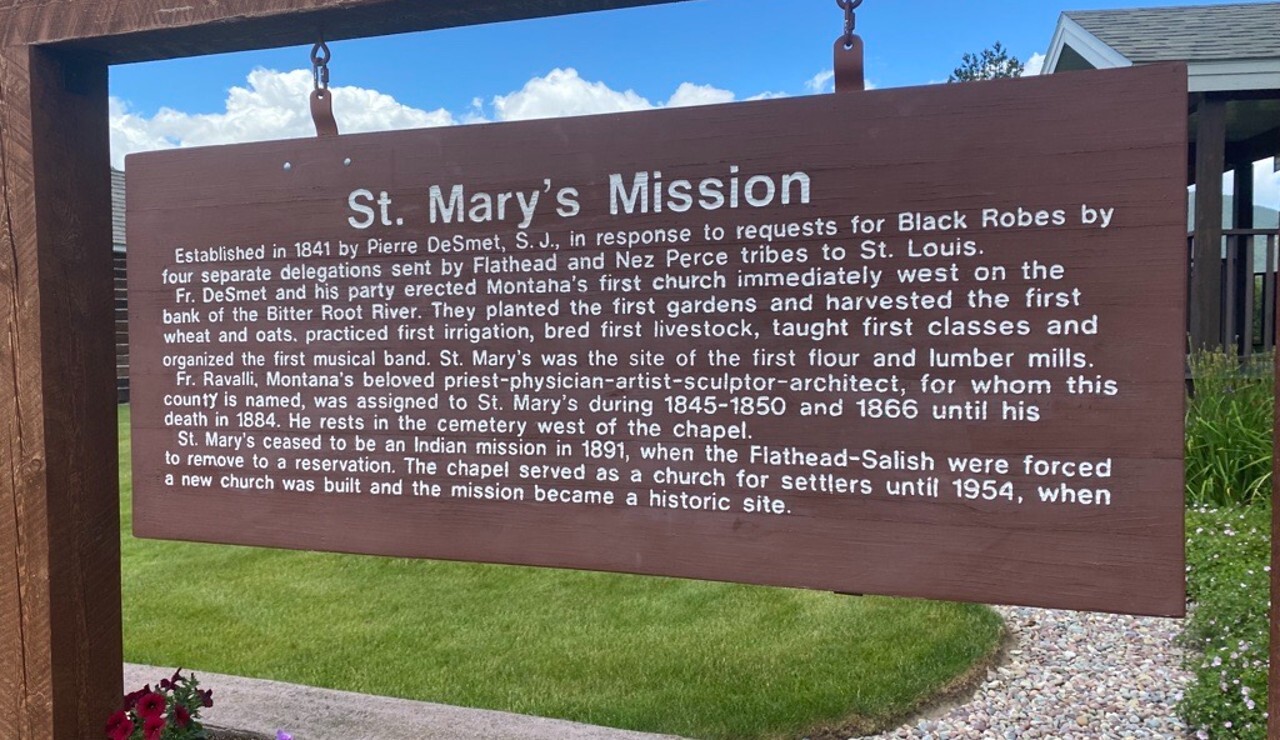 St. Mary's Mission
Established in 1841 by Pierre DeSmet, S. J., in response to requests for Black Robes by
four separate delegations sent by Flathead and Nez Perce tribes to St. Louis.
Fr. DeSmet and his party erected Montana's first church immediately west on the
bank of the Bitter Root River. They planted the first gardens and harvested the first
wheat and oats, practiced first irrigation, bred first livestock, taught first classes and
organized the first musical band. St. Mary's was the site of the first flour and lumber mills.
Fr. Ravalli, Montana's beloved priest-physician-artist-sculptor-architect, for whom this
county is named, was assigned to St. Mary's during 1845-1850 and 1866 until his
death in 1884. He rests in the cemetery west of the chapel.
St. Mary's ceased to be an Indian mission in 1891, when the Flathead-Salish were forced
to remove to a reservation. The chapel served as a church for settlers until 1954, when
a new church was built and the mission became a historic site.